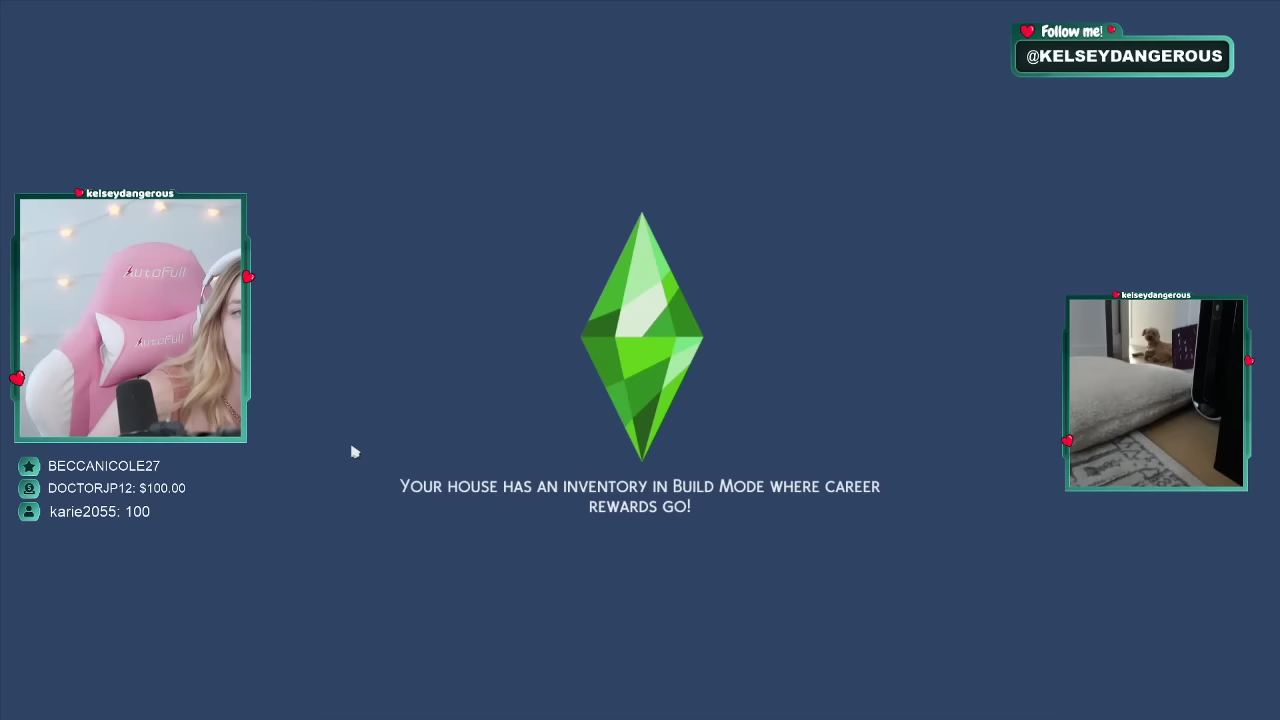 Follow me!
@KELSEYDANGEROUS
kelseydangerous
AutoFull
AutoFull
kelseydangerous
BECCANICOLE27
DOCTORJP12: $100.00
karie2055: 100
YOUR HOUSE HAS AN INVENTORY IN BUILD MODE WHERE CAREER
REWARDS GO!